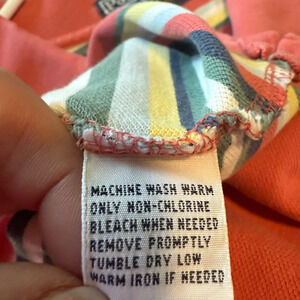 MACHINE WASH WARM
ONLY NON-CHLORINE
BLEACH WHEN NEEDED
REMOVE PROMPTLY
TUMBLE DRY LOW
WARM IRON IF NEEDED